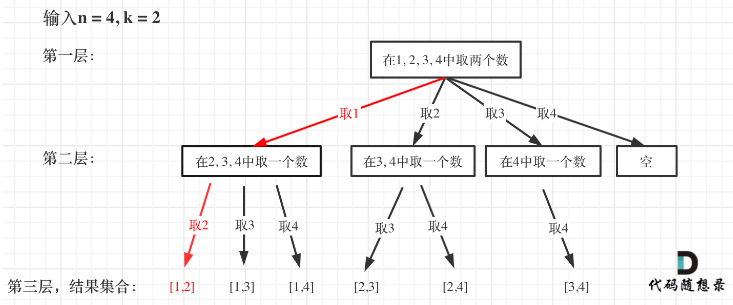 输入n = 4, k = 2
第一层：
在1, 2, 3, 4中取两个数
取1
取2
取3
取4
第二层：
在2, 3, 4中取一个数
在3, 4中取一个数
在4中取一个数
空
取2
取3
取4
取3
取4
取4
第三层，结果集合：
[1,2]
[1,3]
[1,4]
[2,3]
[2,4]
[3,4]
代码随想录